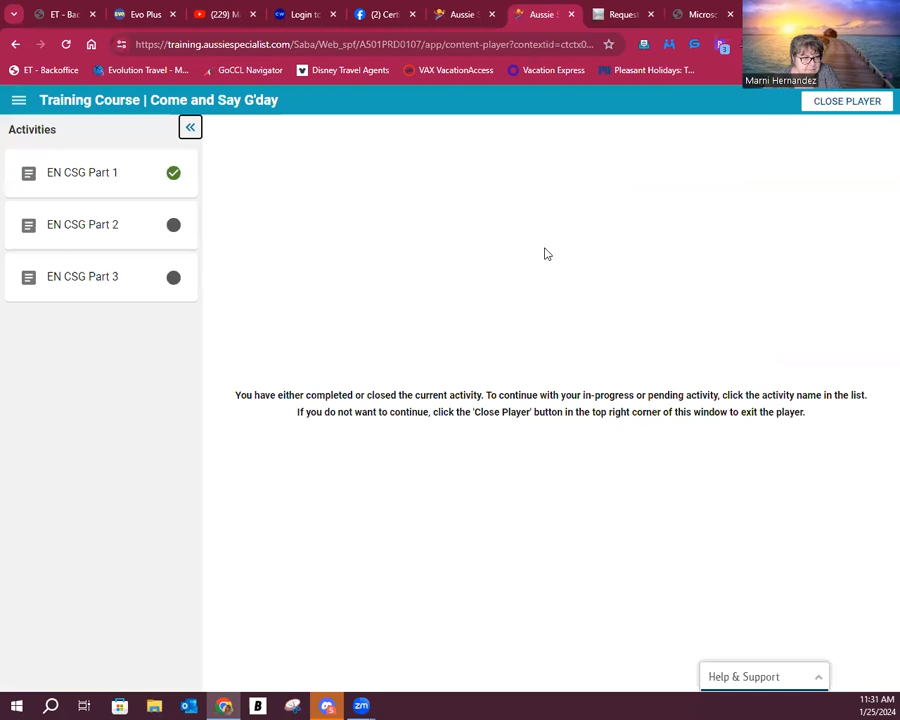 ET - Ba
Evo Plus
(229) M
Login to
(2) Cert
Aussie
Aussie
Request
Microso
https://training.aussiespecialist.com/Saba/Web_spf/A501PRD0107/app/content-player?contextid=ctctx0...
3
ET - Backoffice
Evolution Travel - M...
GoCCL Navigator
Disney Travel Agents
VAX VacationAccess
Vacation Express
Pleasant Holidays: T...
Marni Hernandez
Training Course | Come and Say G'day
CLOSE PLAYER
Activities
EN CSG Part 1
EN CSG Part 2
EN CSG Part 3
You have either completed or closed the current activity. To continue with your in-progress or pending activity, click the activity name in the list.
If you do not want to continue, click the 'Close Player' button in the top right corner of this window to exit the player.
Help & Support
B
zm
11:31 AM
1/25/2024